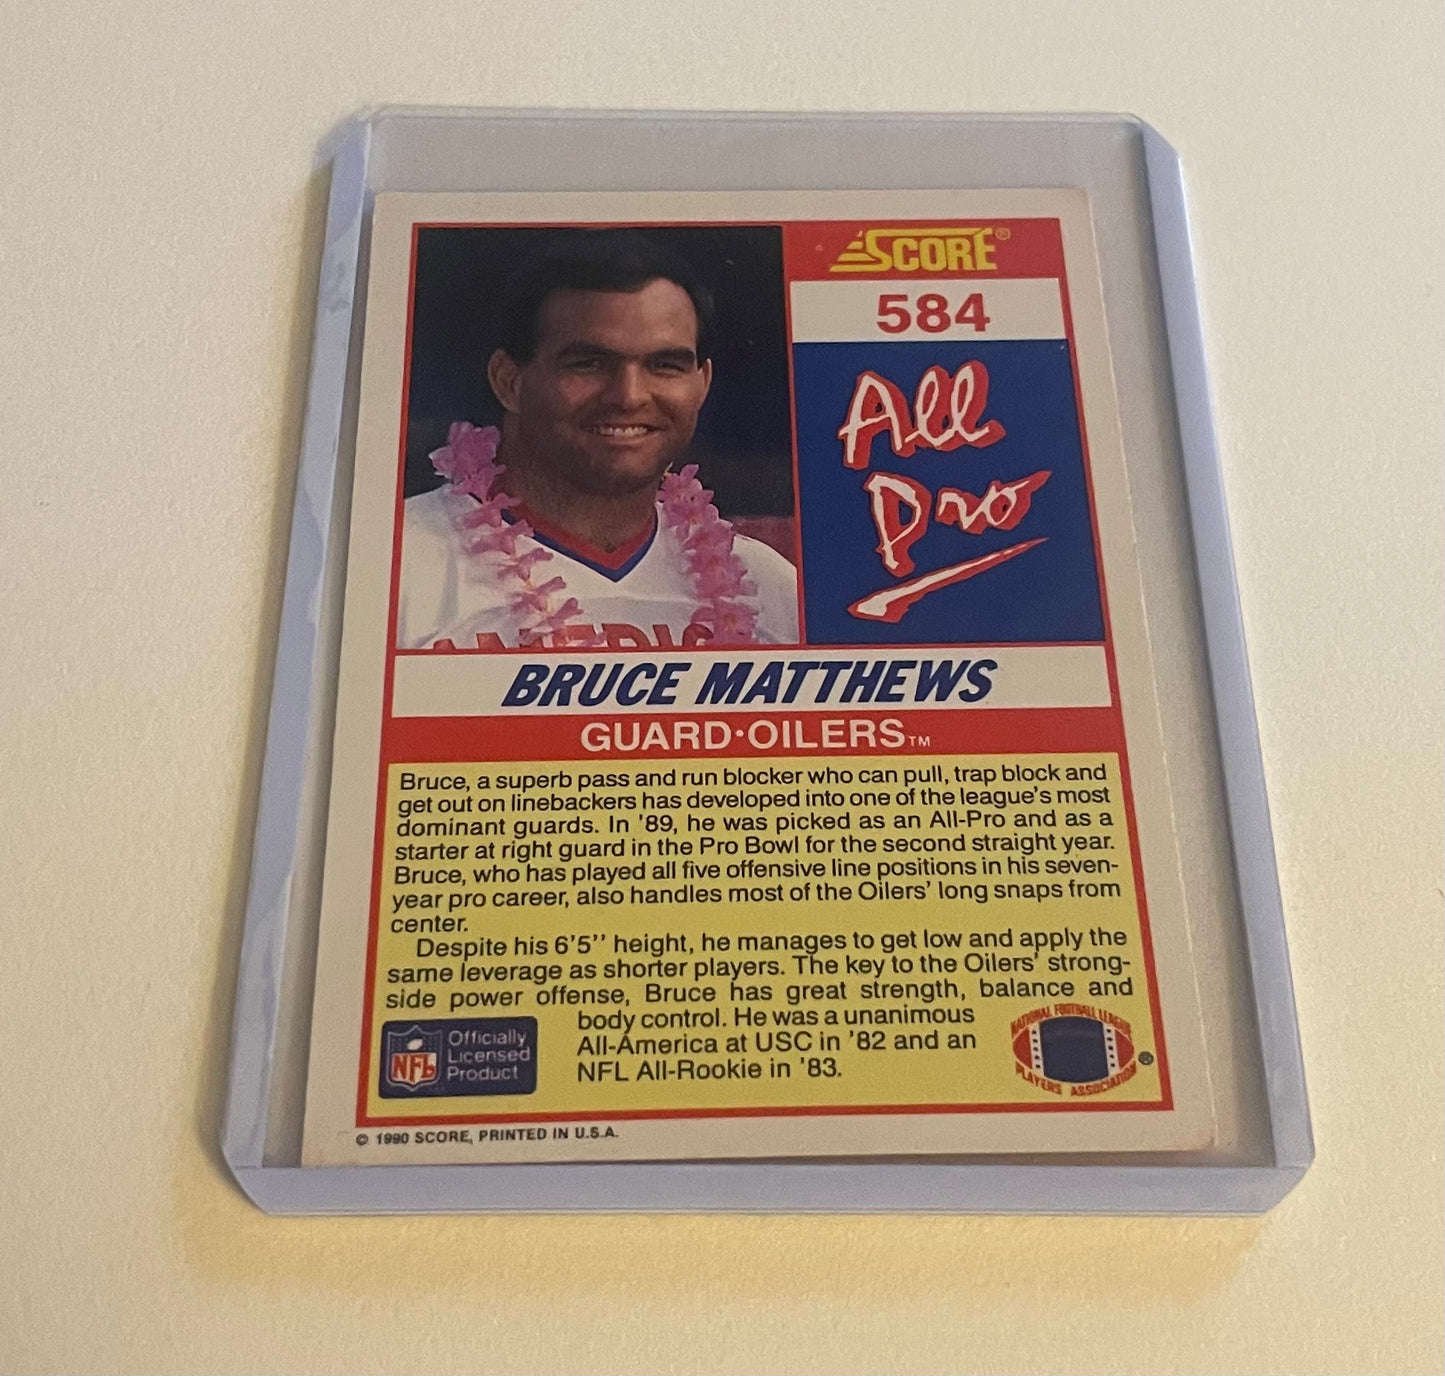 SCORE®
584
All
Pro
AMERIC
BRUCE MATTHEWS
GUARD•OILERS™
Bruce, a superb pass and run blocker who can pull, trap block and
get out on linebackers has developed into one of the league's most
dominant guards. In '89, he was picked as an All-Pro and as a
starter at right guard in the Pro Bowl for the second straight year.
Bruce, who has played all five offensive line positions in his seven-
year pro career, also handles most of the Oilers' long snaps from
center.
Despite his 6'5'' height, he manages to get low and apply the
same leverage as shorter players. The key to the Oilers' strong-
side power offense, Bruce has great strength, balance and
body control. He was a unanimous
All-America at USC in '82 and an
NFL All-Rookie in '83.
NFL
Officially
Licensed
Product
NATIONAL FOOTBALL LEAGUE
PLAYERS ASSOCIATION
®
© 1990 SCORE, PRINTED IN U.S.A.